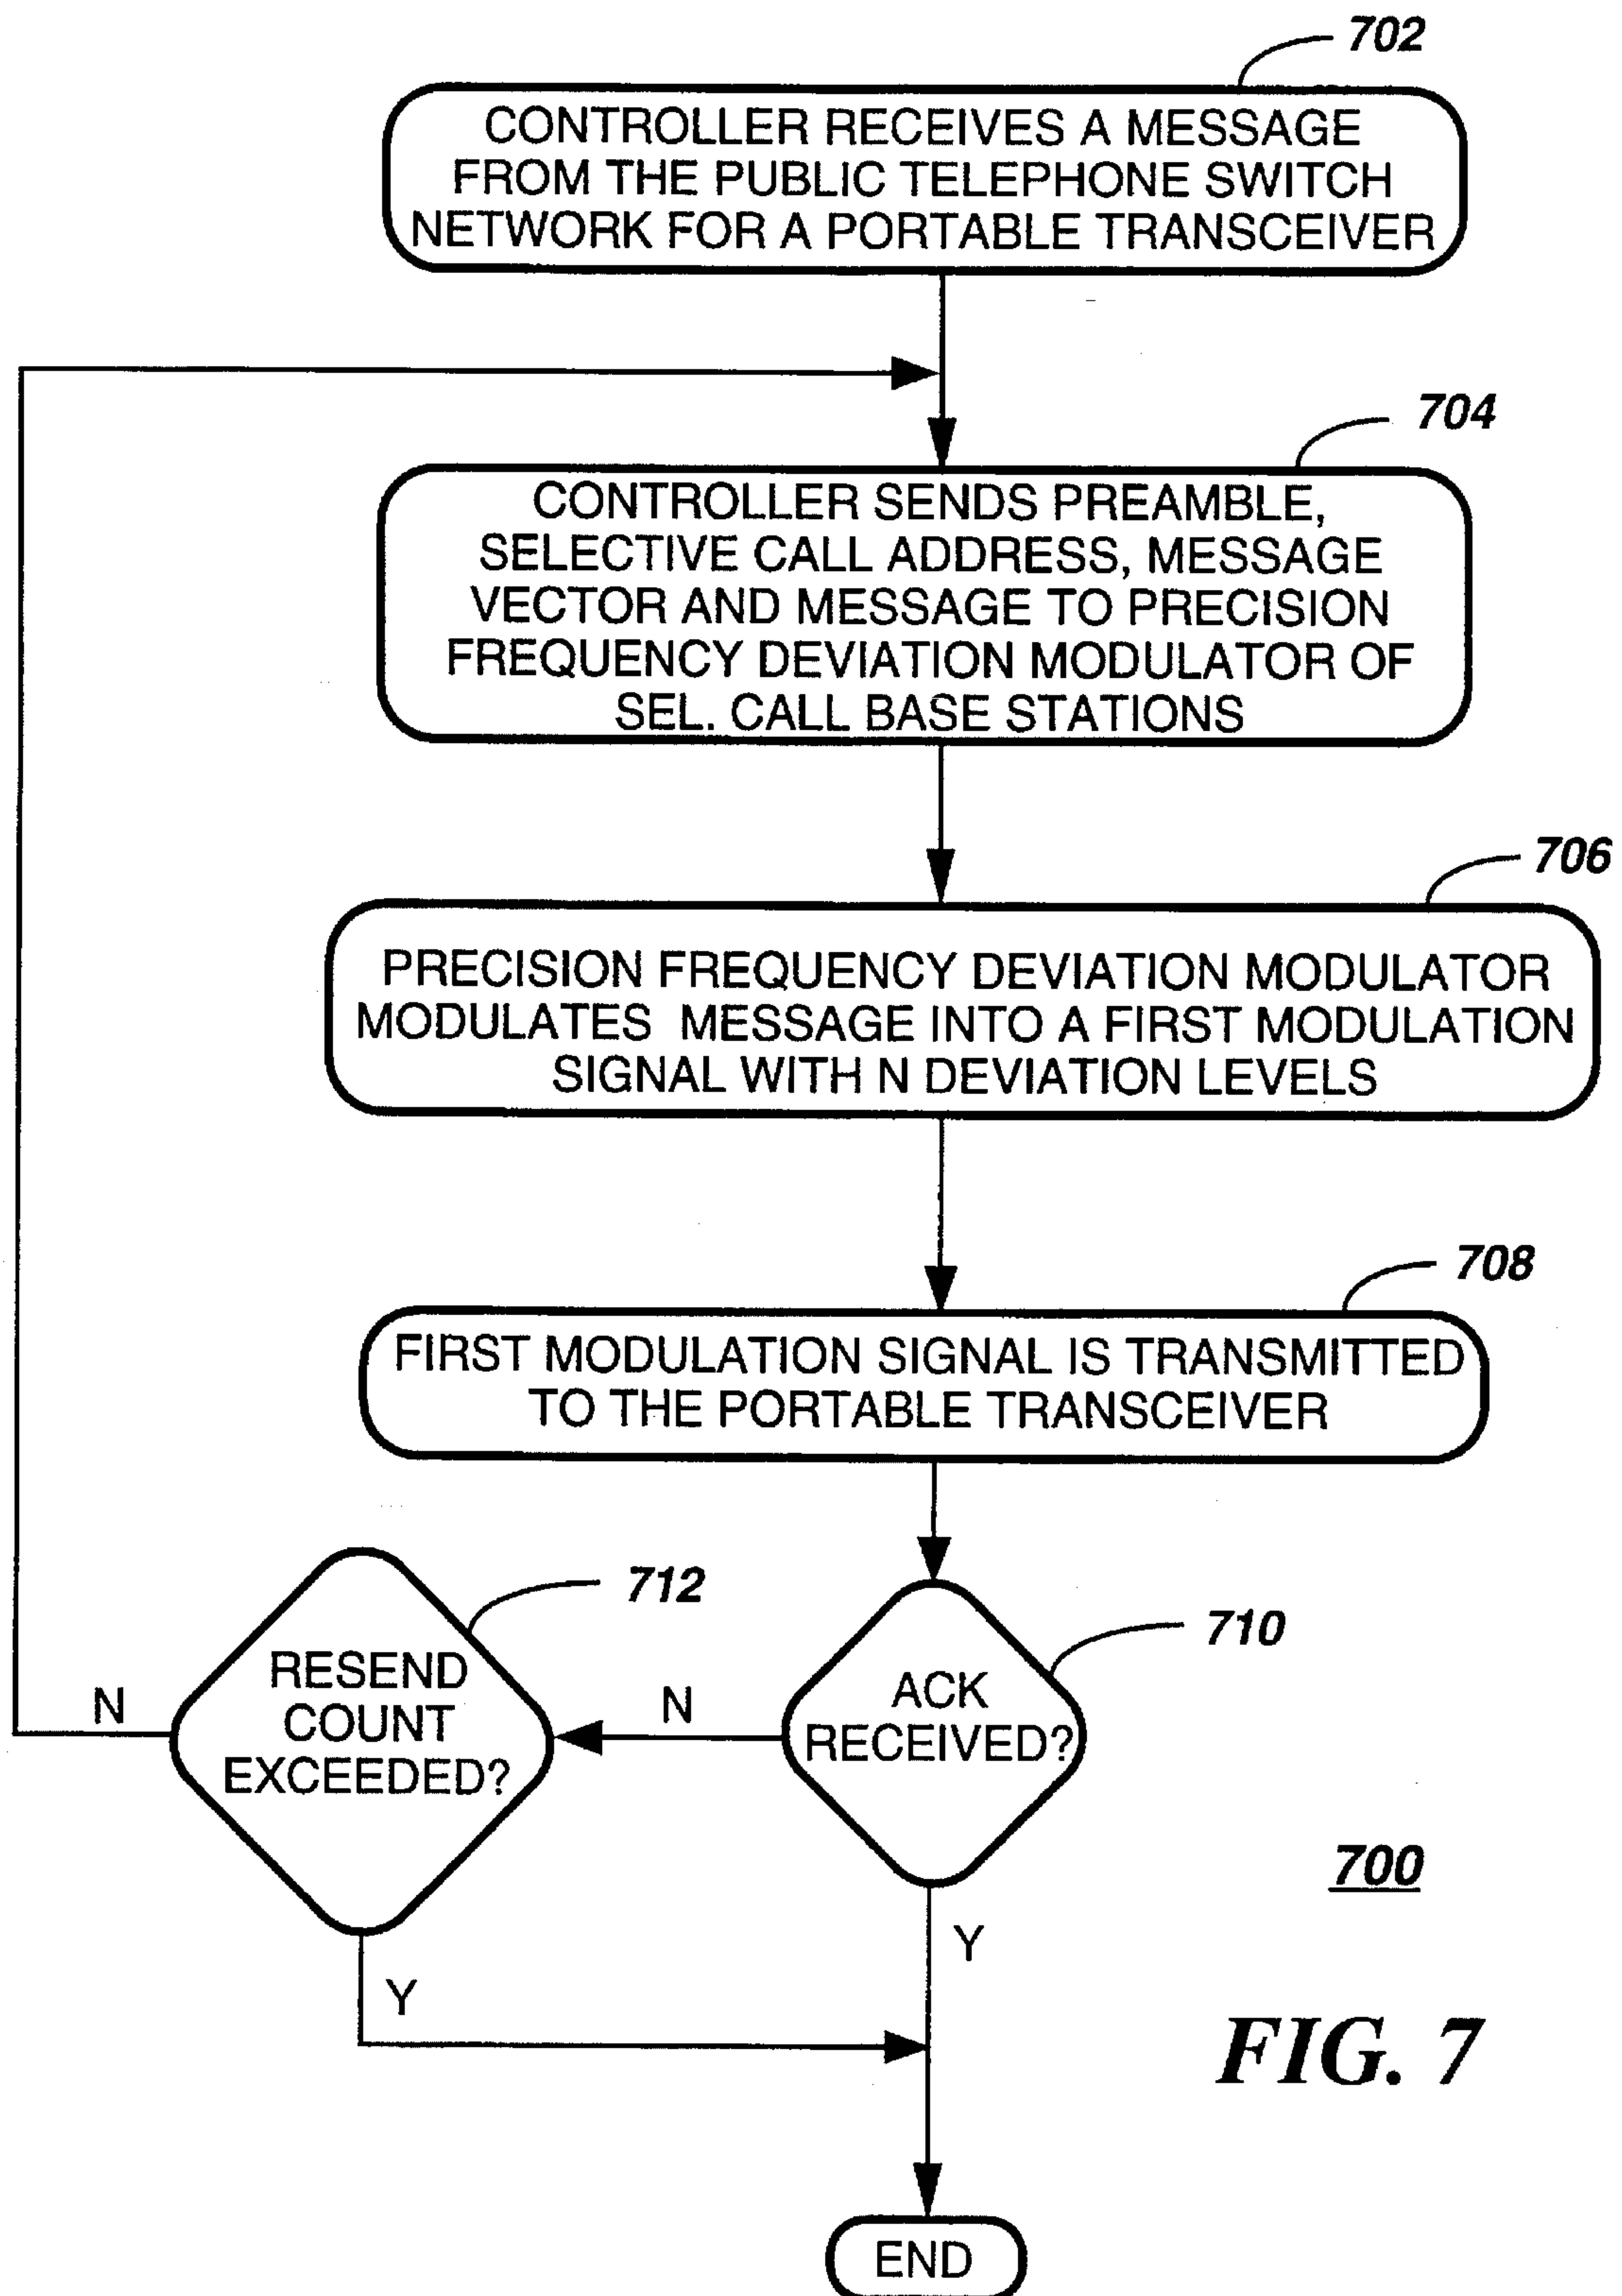 702
CONTROLLER RECEIVES A MESSAGE
FROM THE PUBLIC TELEPHONE SWITCH
NETWORK FOR A PORTABLE TRANSCEIVER
704
CONTROLLER SENDS PREAMBLE,
SELECTIVE CALL ADDRESS, MESSAGE
VECTOR AND MESSAGE TO PRECISION
FREQUENCY DEVIATION MODULATOR OF
SEL. CALL BASE STATIONS
706
PRECISION FREQUENCY DEVIATION MODULATOR
MODULATES MESSAGE INTO A FIRST MODULATION
SIGNAL WITH N DEVIATION LEVELS
708
FIRST MODULATION SIGNAL IS TRANSMITTED
TO THE PORTABLE TRANSCEIVER
712
RESEND
COUNT
EXCEEDED?
N
N
710
ACK
RECEIVED?
700
Y
Y
FIG. 7
END